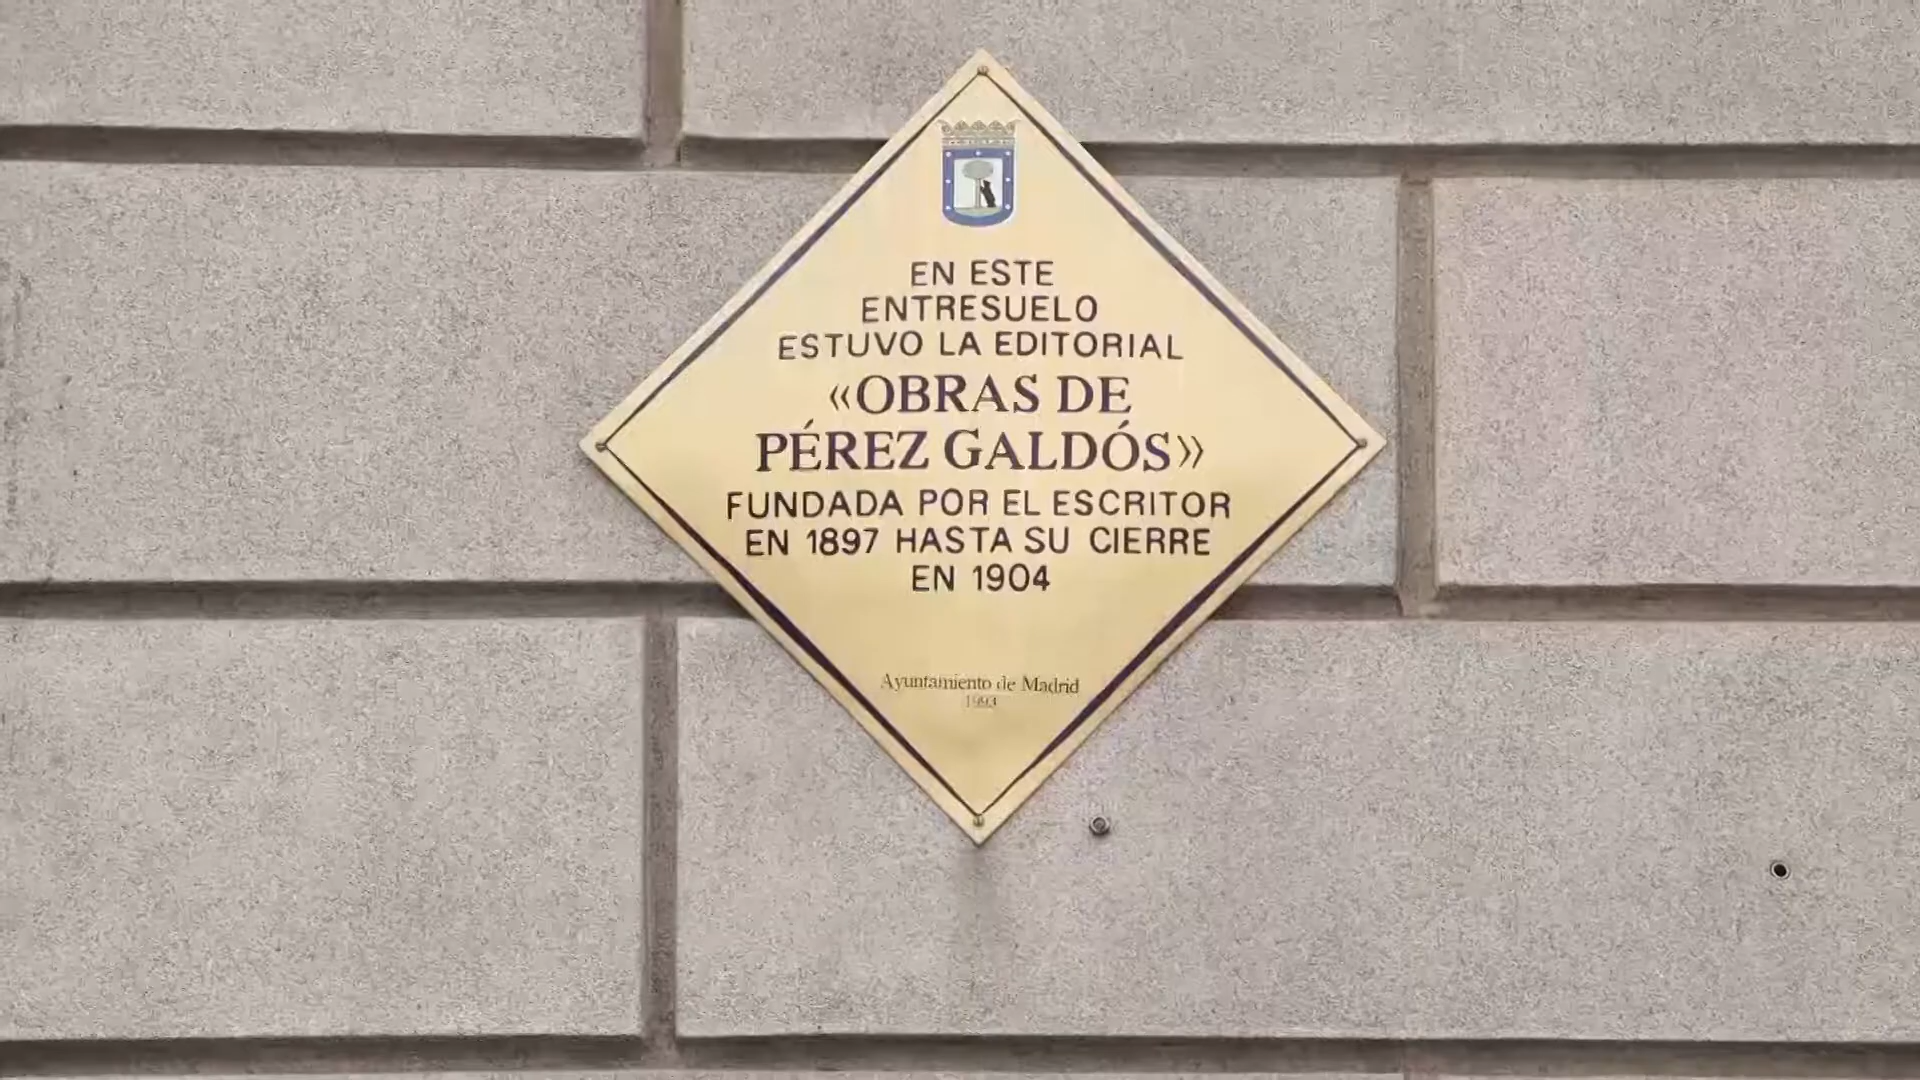 EN ESTE
ENTRESUELO
ESTUVO LA EDITORIAL
«OBRAS DE
PÉREZ GALDÓS»
FUNDADA POR EL ESCRITOR
EN 1897 HASTA SU CIERRE
EN 1904
Ayuntamiento de Madrid
1993